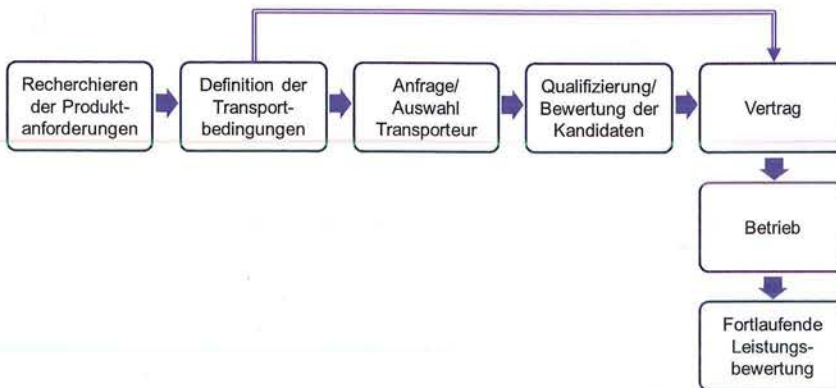 Recherchieren
der Produkt-
anforderungen
Definition der
Transport-
bedingungen
Anfrage/
Auswahl
Transporteur
Qualifizierung/
Bewertung der
Kandidaten
Vertrag
Betrieb
Fortlaufende
Leistungs-
bewertung